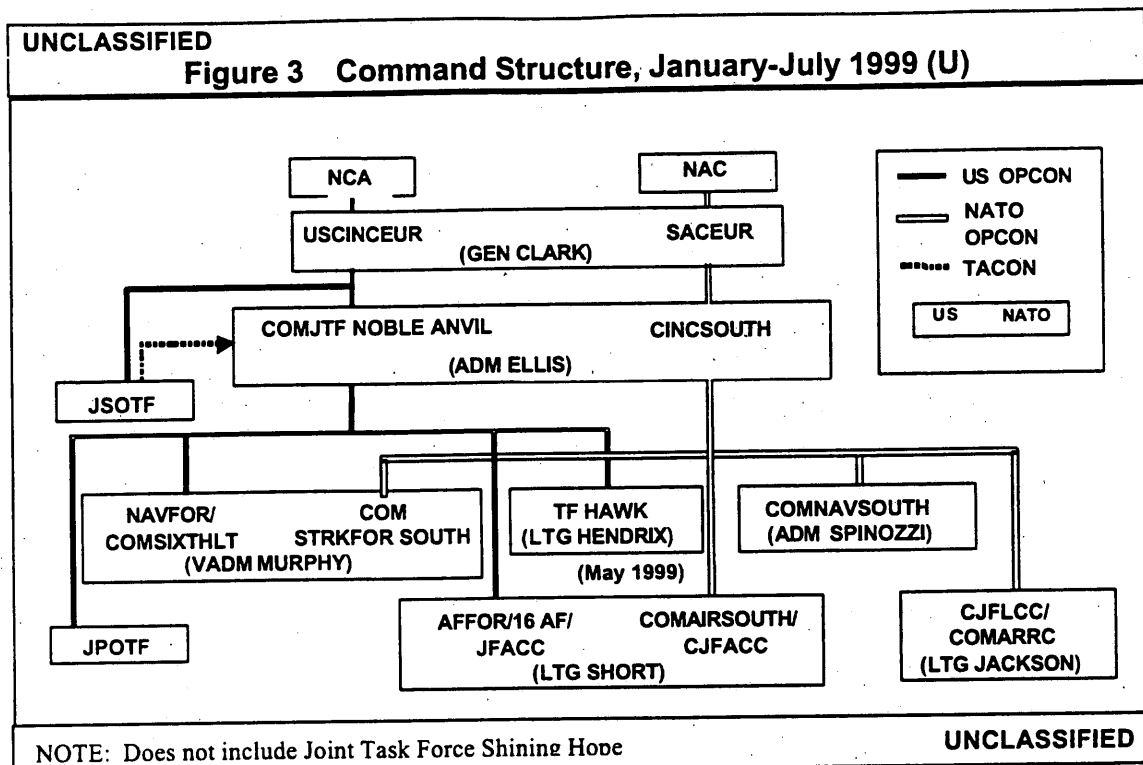 UNCLASSIFIED
Figure 3 Command Structure, January-July 1999 (U)
NCA
NAC
USCINCEUR
SACEUR
(GEN CLARK)
COMJTF NOBLE ANVIL
CINCSOUTH
(ADM ELLIS)
US OPCON
NATO
OPCON
TACON
US NATO
JSOTF
NAVFOR/
COMSIXTHLT
COM
STRKFOR SOUTH
(VADM MURPHY)
TF HAWK
(LTG HENDRIX)
(May 1999)
COMNAVSOUTH
(ADM SPINOZZI)
JPOTF
AFFOR/16 AF/
JFACC
COMAIRSOUTH/
CJFACC
(LTG SHORT)
CJFLCC/
COMARRC
(LTG JACKSON)
NOTE: Does not include Joint Task Force Shining Hope
UNCLASSIFIED